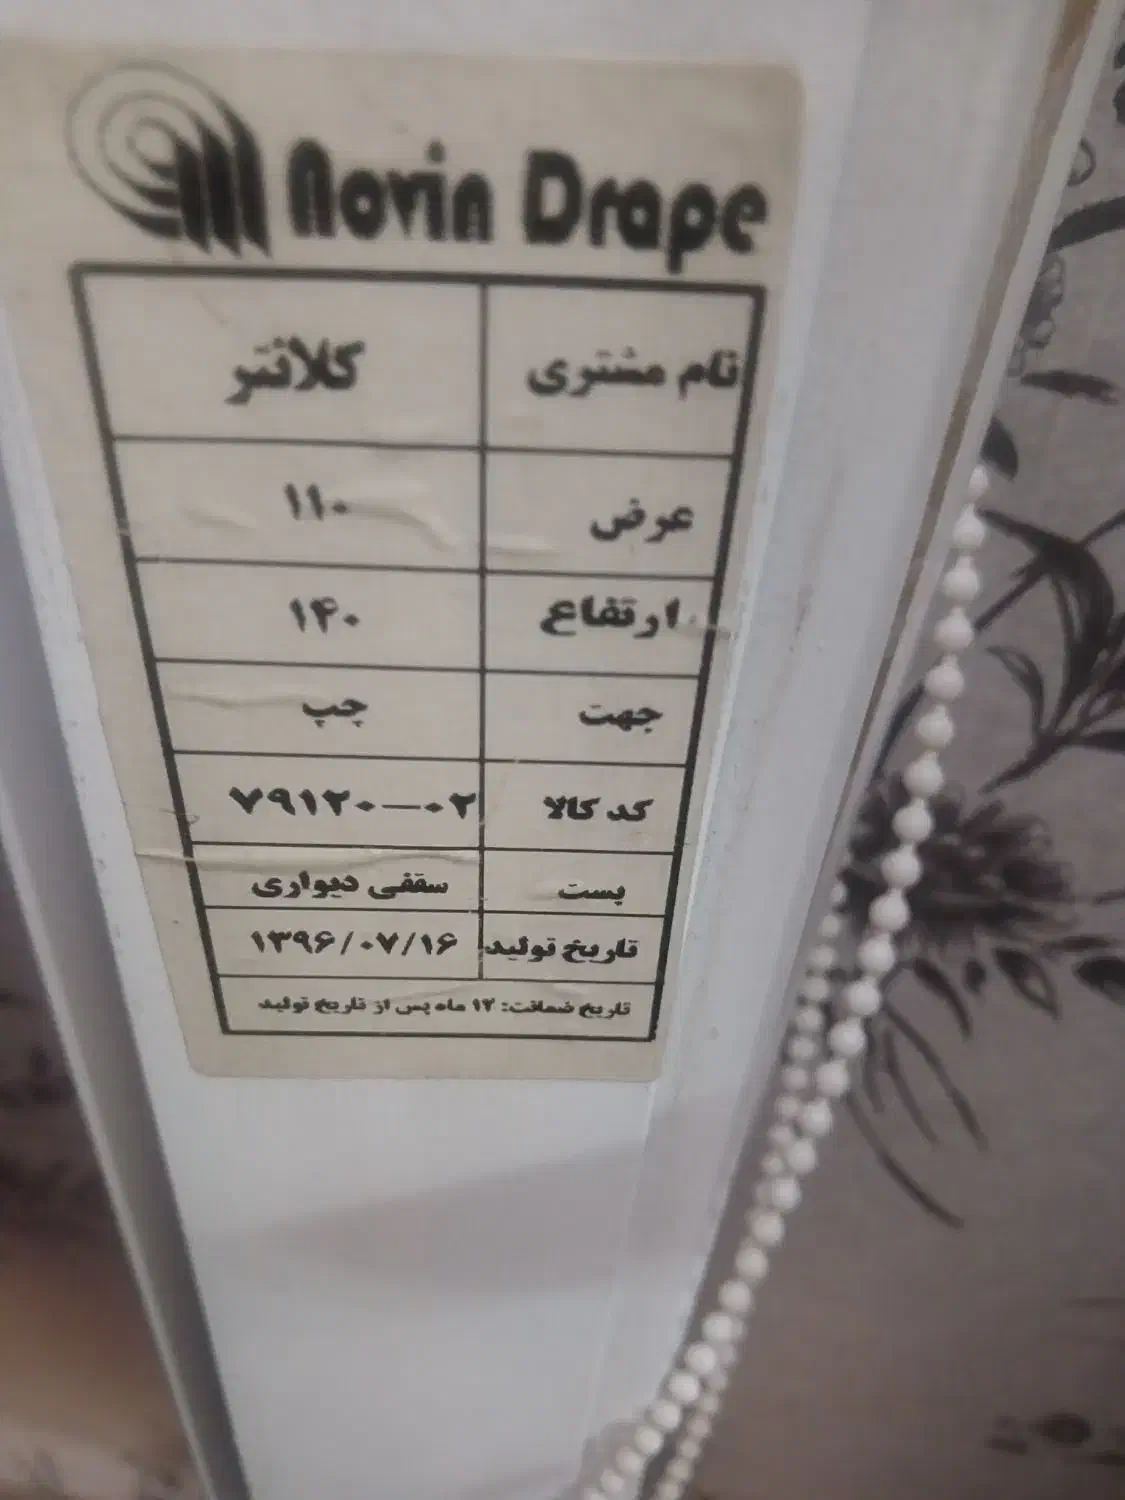 Novin Drape
نام مشتری کلانتر
عرض ۱۱۰
ارتفاع ۱۴۰
جهت چپ
کد کالا ۷۹۱۲۰-۰۲
پست سقفی دیواری
تاریخ تولید ۱۳۹۶/۰۷/۱۶
تاریخ ضمانت: ۱۲ ماه پس از تاریخ تولید